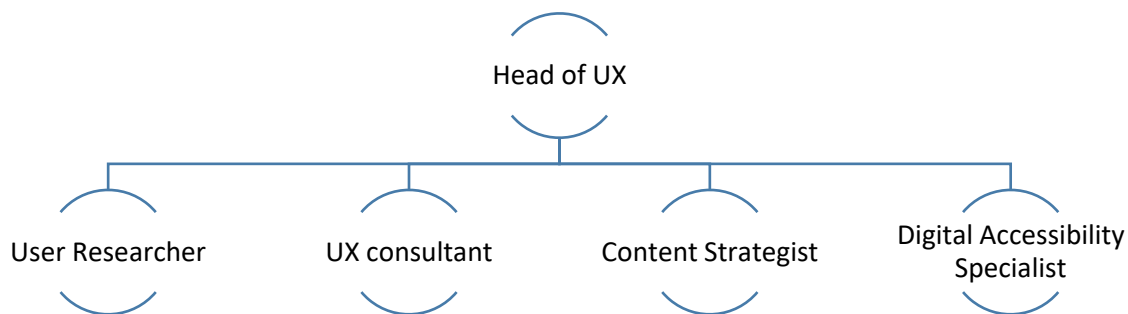 Head of UX
User Researcher
UX consultant
Content Strategist
Digital Accessibility
Specialist